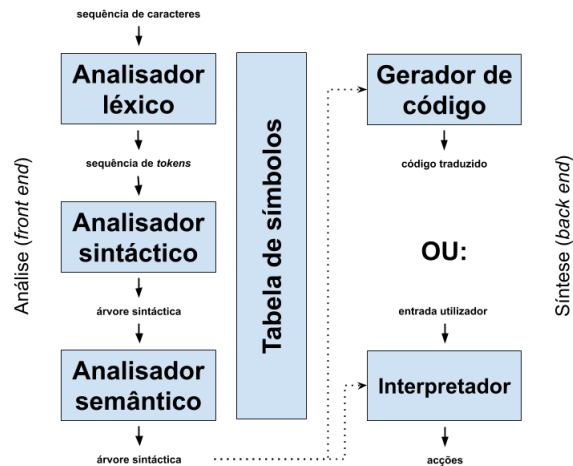 Análise (front end)
sequência de caracteres
Analisador
léxico
sequência de tokens
Analisador
sintáctico
árvore sintáctica
Analisador
semântico
árvore sintáctica
Tabela de símbolos
Gerador de
código
código traduzido
OU:
entrada utilizador
Interpretador
acções
Síntese (back end)